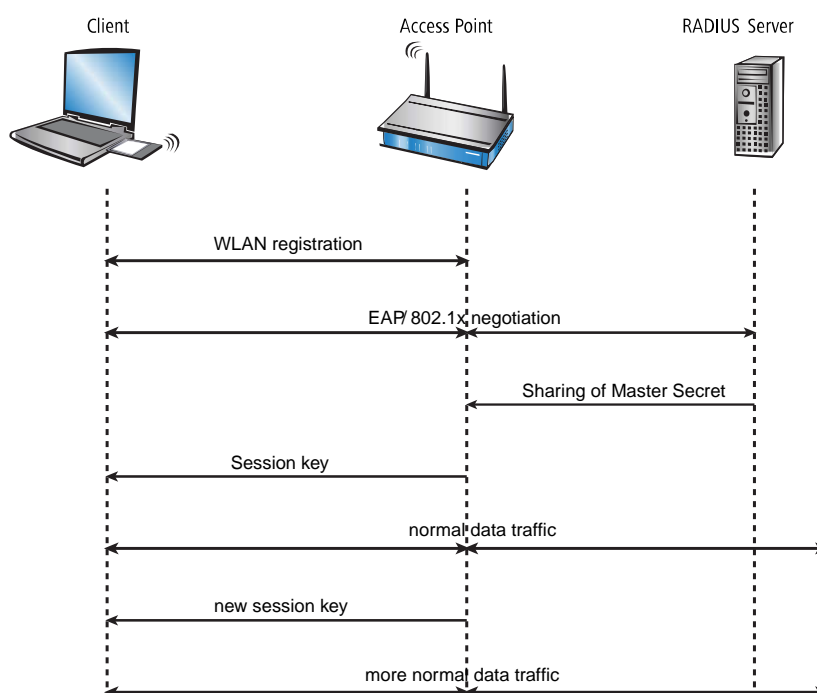 Client
Access Point
RADIUS Server
WLAN registration
EAP/ 802.1x negotiation
Sharing of Master Secret
Session key
normal data traffic
new session key
more normal data traffic